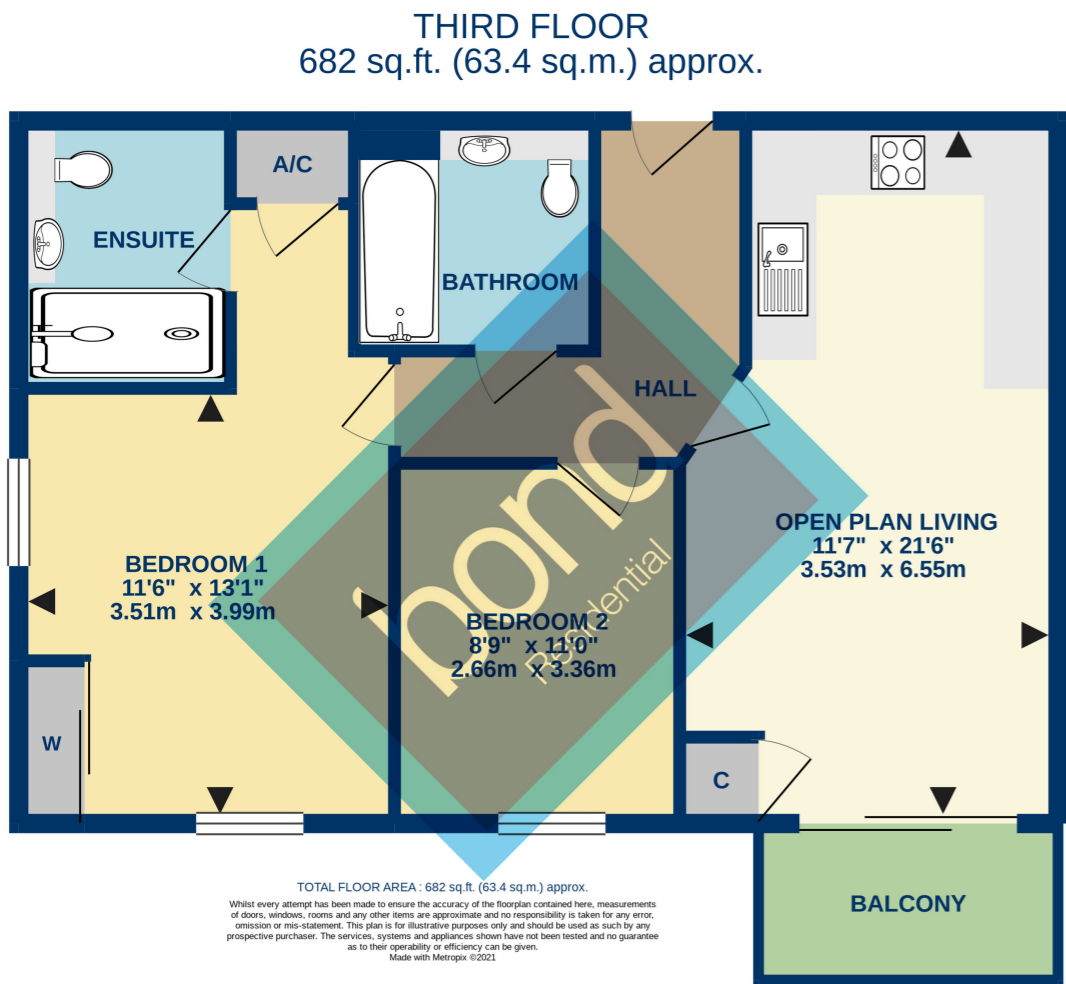 THIRD FLOOR
682 sq.ft. (63.4 sq.m.) approx.
A/C
ENSUITE
BATHROOM
HALL
OPEN PLAN LIVING
11'7" x 21'6"
3.53m x 6.55m
BEDROOM 1
11'6" x 13'1"
3.51m x 3.99m
bond
Residential
BEDROOM 2
8'9" x 11'0"
2.66m x 3.36m
W
C
BALCONY
TOTAL FLOOR AREA : 682 sq.ft. (63.4 sq.m.) approx.
Whilst every attempt has been made to ensure the accuracy of the floorplan contained here, measurements
of doors, windows, rooms and any other items are approximate and no responsibility is taken for any error,
omission or mis-statement. This plan is for illustrative purposes only and should be used as such by any
prospective purchaser. The services, systems and appliances shown have not been tested and no guarantee
as to their operability or efficiency can be given.
Made with Metropix ©2021